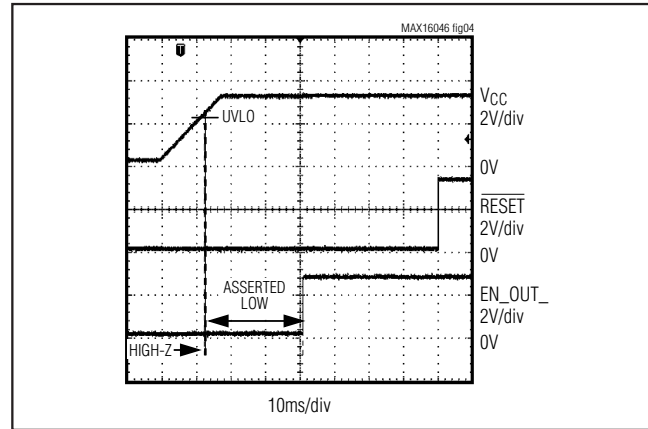 MAX16046 fig04
T
UVLO
VCC
2V/div
0V
RESET
2V/div
0V
ASSERTED
LOW
EN_OUT_
2V/div
0V
HIGH-Z
10ms/div